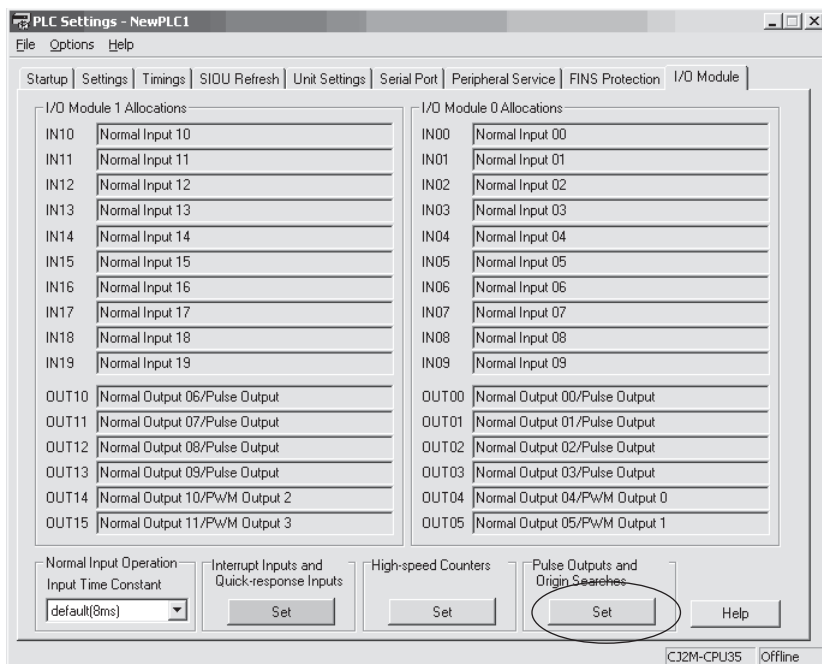 PLC Settings - NewPLC1
File Options Help
Startup Settings Timings SIOU Refresh Unit Settings Serial Port Peripheral Service FINS Protection I/O Module
I/O Module 1 Allocations
IN10 Normal Input 10
IN11 Normal Input 11
IN12 Normal Input 12
IN13 Normal Input 13
IN14 Normal Input 14
IN15 Normal Input 15
IN16 Normal Input 16
IN17 Normal Input 17
IN18 Normal Input 18
IN19 Normal Input 19
OUT10 Normal Output 06/Pulse Output
OUT11 Normal Output 07/Pulse Output
OUT12 Normal Output 08/Pulse Output
OUT13 Normal Output 09/Pulse Output
OUT14 Normal Output 10/PWM Output 2
OUT15 Normal Output 11/PWM Output 3
I/O Module 0 Allocations
IN00 Normal Input 00
IN01 Normal Input 01
IN02 Normal Input 02
IN03 Normal Input 03
IN04 Normal Input 04
IN05 Normal Input 05
IN06 Normal Input 06
IN07 Normal Input 07
IN08 Normal Input 08
IN09 Normal Input 09
OUT00 Normal Output 00/Pulse Output
OUT01 Normal Output 01/Pulse Output
OUT02 Normal Output 02/Pulse Output
OUT03 Normal Output 03/Pulse Output
OUT04 Normal Output 04/PWM Output 0
OUT05 Normal Output 05/PWM Output 1
Normal Input Operation
Input Time Constant
default(8ms)
Interrupt Inputs and
Quick-response Inputs
Set
High-speed Counters
Set
Pulse Outputs and
Origin Searches
Set
Help
CJ2M-CPU35 Offline